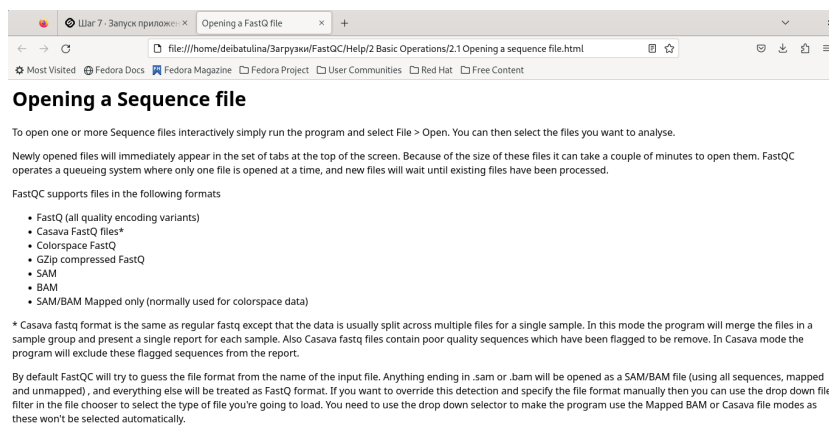 Шаг 7 - Запуск приложен ×
Opening a FastQ file ×
+
file:///home/deibatulina/Загрузки/FastQC/Help/2 Basic Operations/2.1 Opening a sequence file.html
Most Visited Fedora Docs Fedora Magazine Fedora Project User Communities Red Hat Free Content
Opening a Sequence file
To open one or more Sequence files interactively simply run the program and select File > Open. You can then select the files you want to analyse.
Newly opened files will immediately appear in the set of tabs at the top of the screen. Because of the size of these files it can take a couple of minutes to open them. FastQC
operates a queueing system where only one file is opened at a time, and new files will wait until existing files have been processed.
FastQC supports files in the following formats
• FastQ (all quality encoding variants)
• Casava FastQ files*
• Colorspace FastQ
• GZip compressed FastQ
• SAM
• BAM
• SAM/BAM Mapped only (normally used for colorspace data)
* Casava fastq format is the same as regular fastq except that the data is usually split across multiple files for a single sample. In this mode the program will merge the files in a
sample group and present a single report for each sample. Also Casava fastq files contain poor quality sequences which have been flagged to be remove. In Casava mode the
program will exclude these flagged sequences from the report.
By default FastQC will try to guess the file format from the name of the input file. Anything ending in .sam or .bam will be opened as a SAM/BAM file (using all sequences, mapped
and unmapped) , and everything else will be treated as FastQ format. If you want to override this detection and specify the file format manually then you can use the drop down file
filter in the file chooser to select the type of file you're going to load. You need to use the drop down selector to make the program use the Mapped BAM or Casava file modes as
these won't be selected automatically.